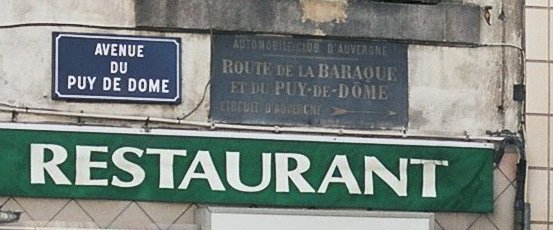 AVENUE
DU
PUY DE DOME
AUTOMOBILE CLUB D'AUVERGNE
ROUTE DE LA BARAQUE
ET DU PUY-DE-DÔME
CIRCUIT D'AUVERGNE
RESTAURANT